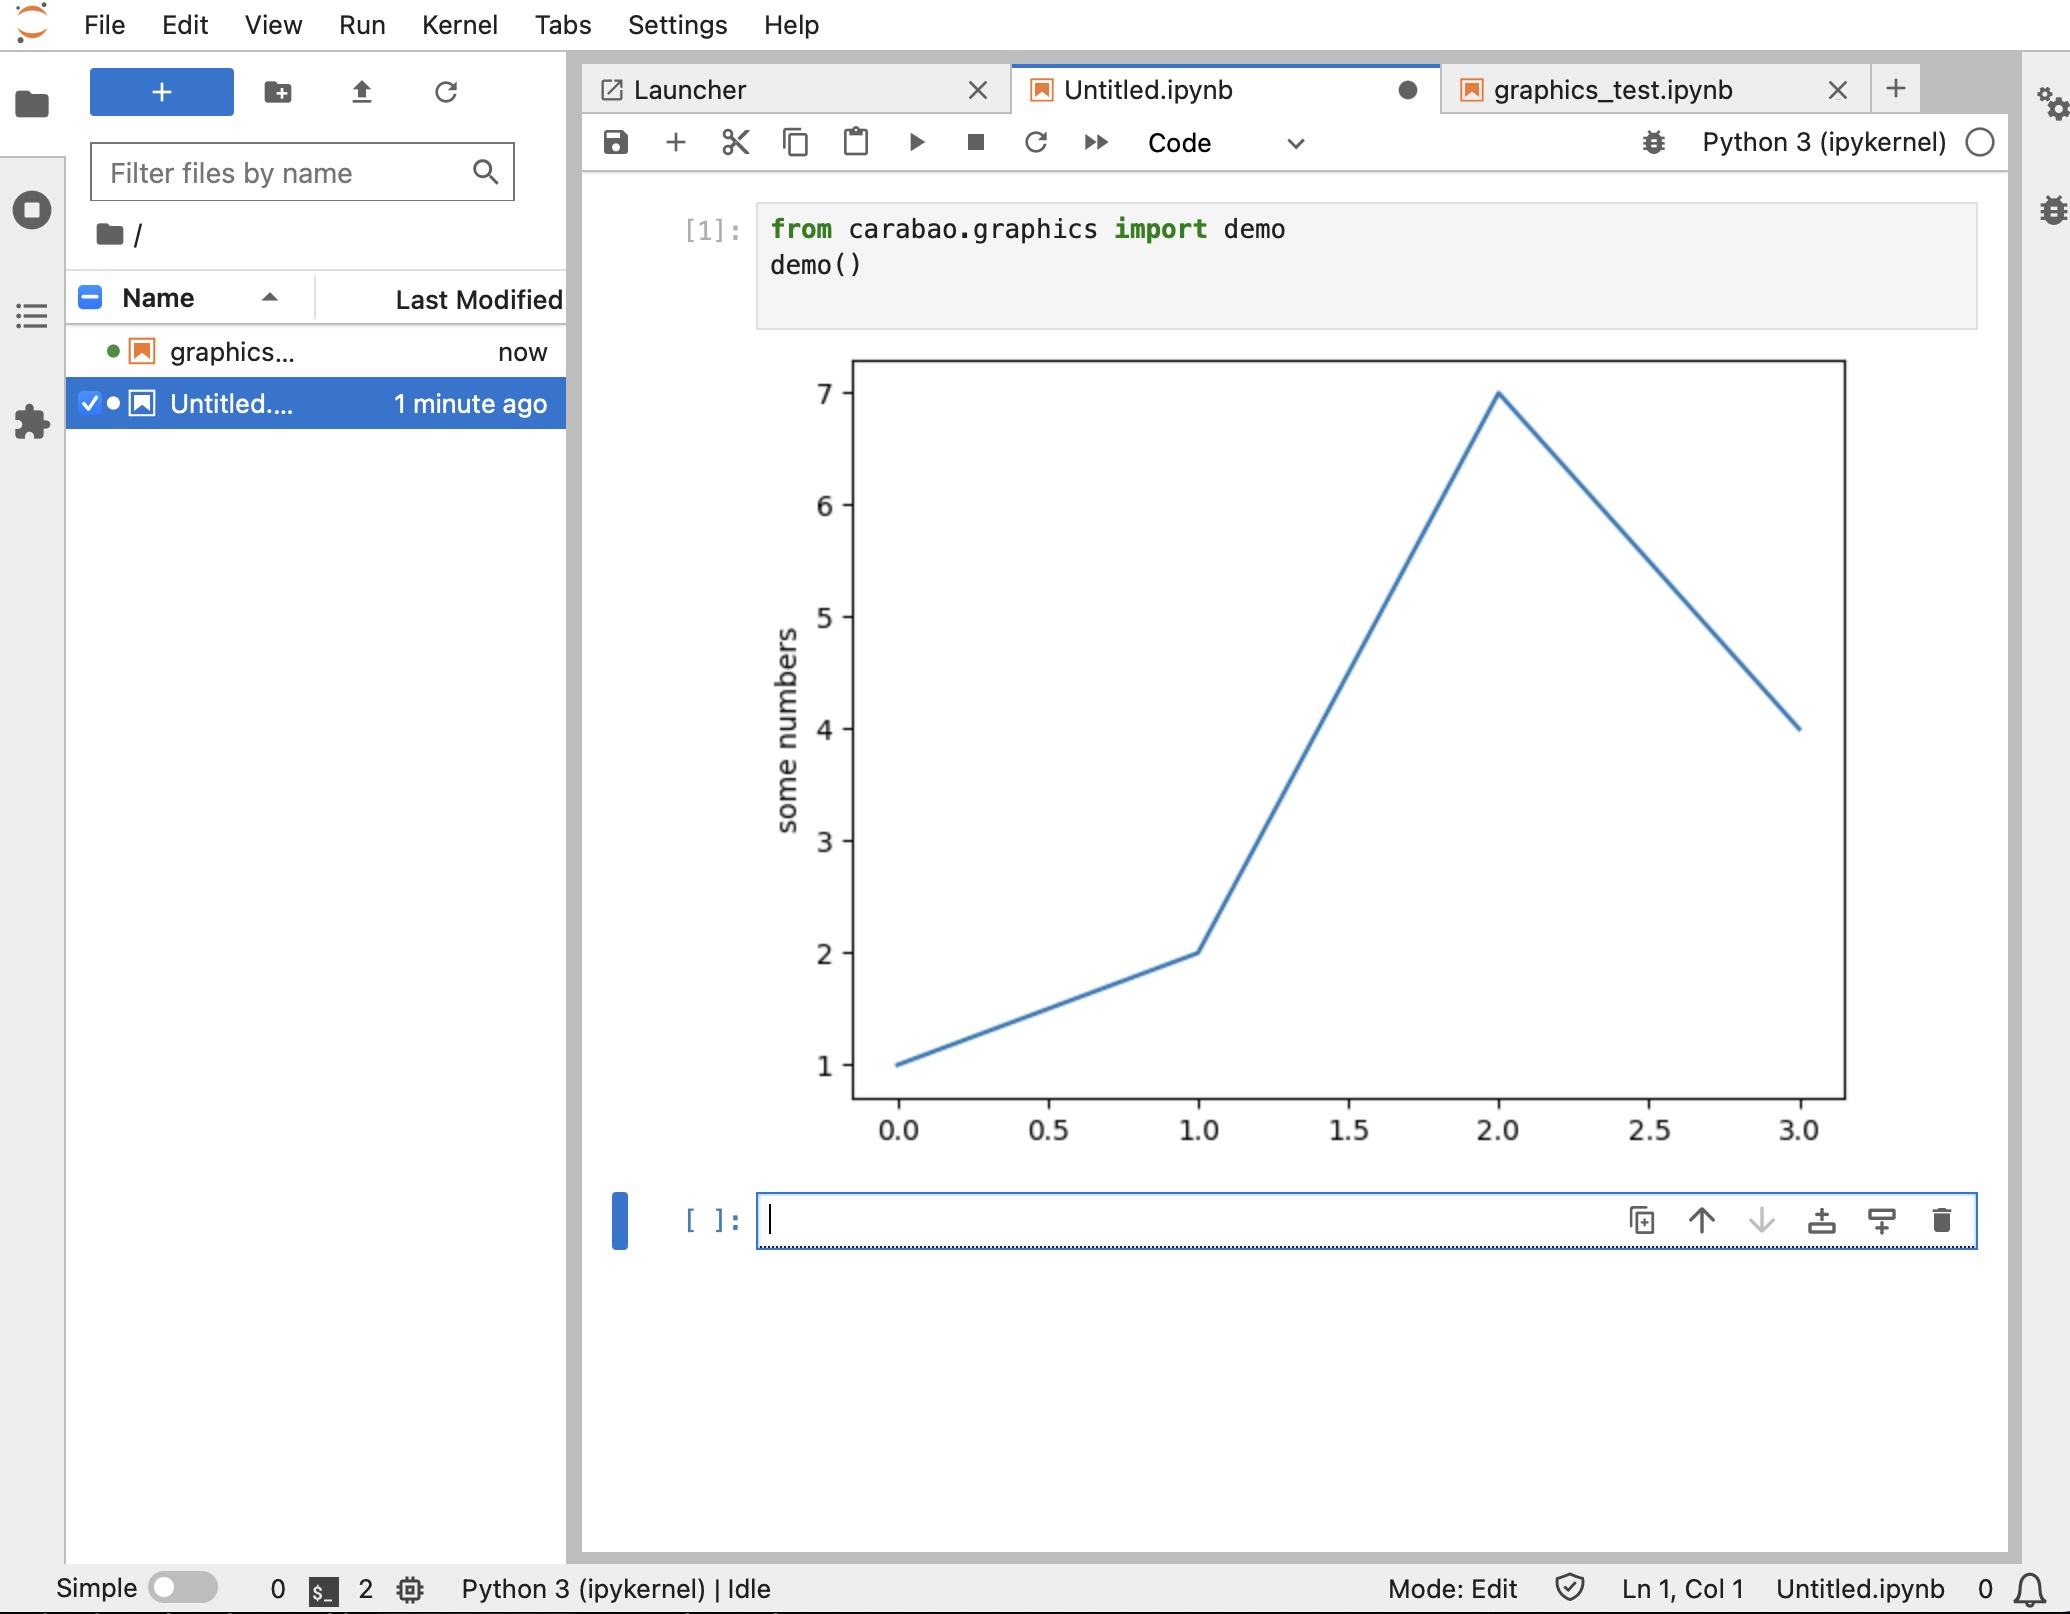 File Edit View Run Kernel Tabs Settings Help
Launcher
Untitled.ipynb
graphics_test.ipynb
Filter files by name
Code
Python 3 (ipykernel)
/
Name Last Modified
graphics... now
Untitled.... 1 minute ago
[1]: from carabao.graphics import demo
demo()
7
6
5
4
3
2
1
some numbers
0.0 0.5 1.0 1.5 2.0 2.5 3.0
[ ]:
Simple 0 $_ 2 Python 3 (ipykernel) | Idle Mode: Edit Ln 1, Col 1 Untitled.ipynb 0